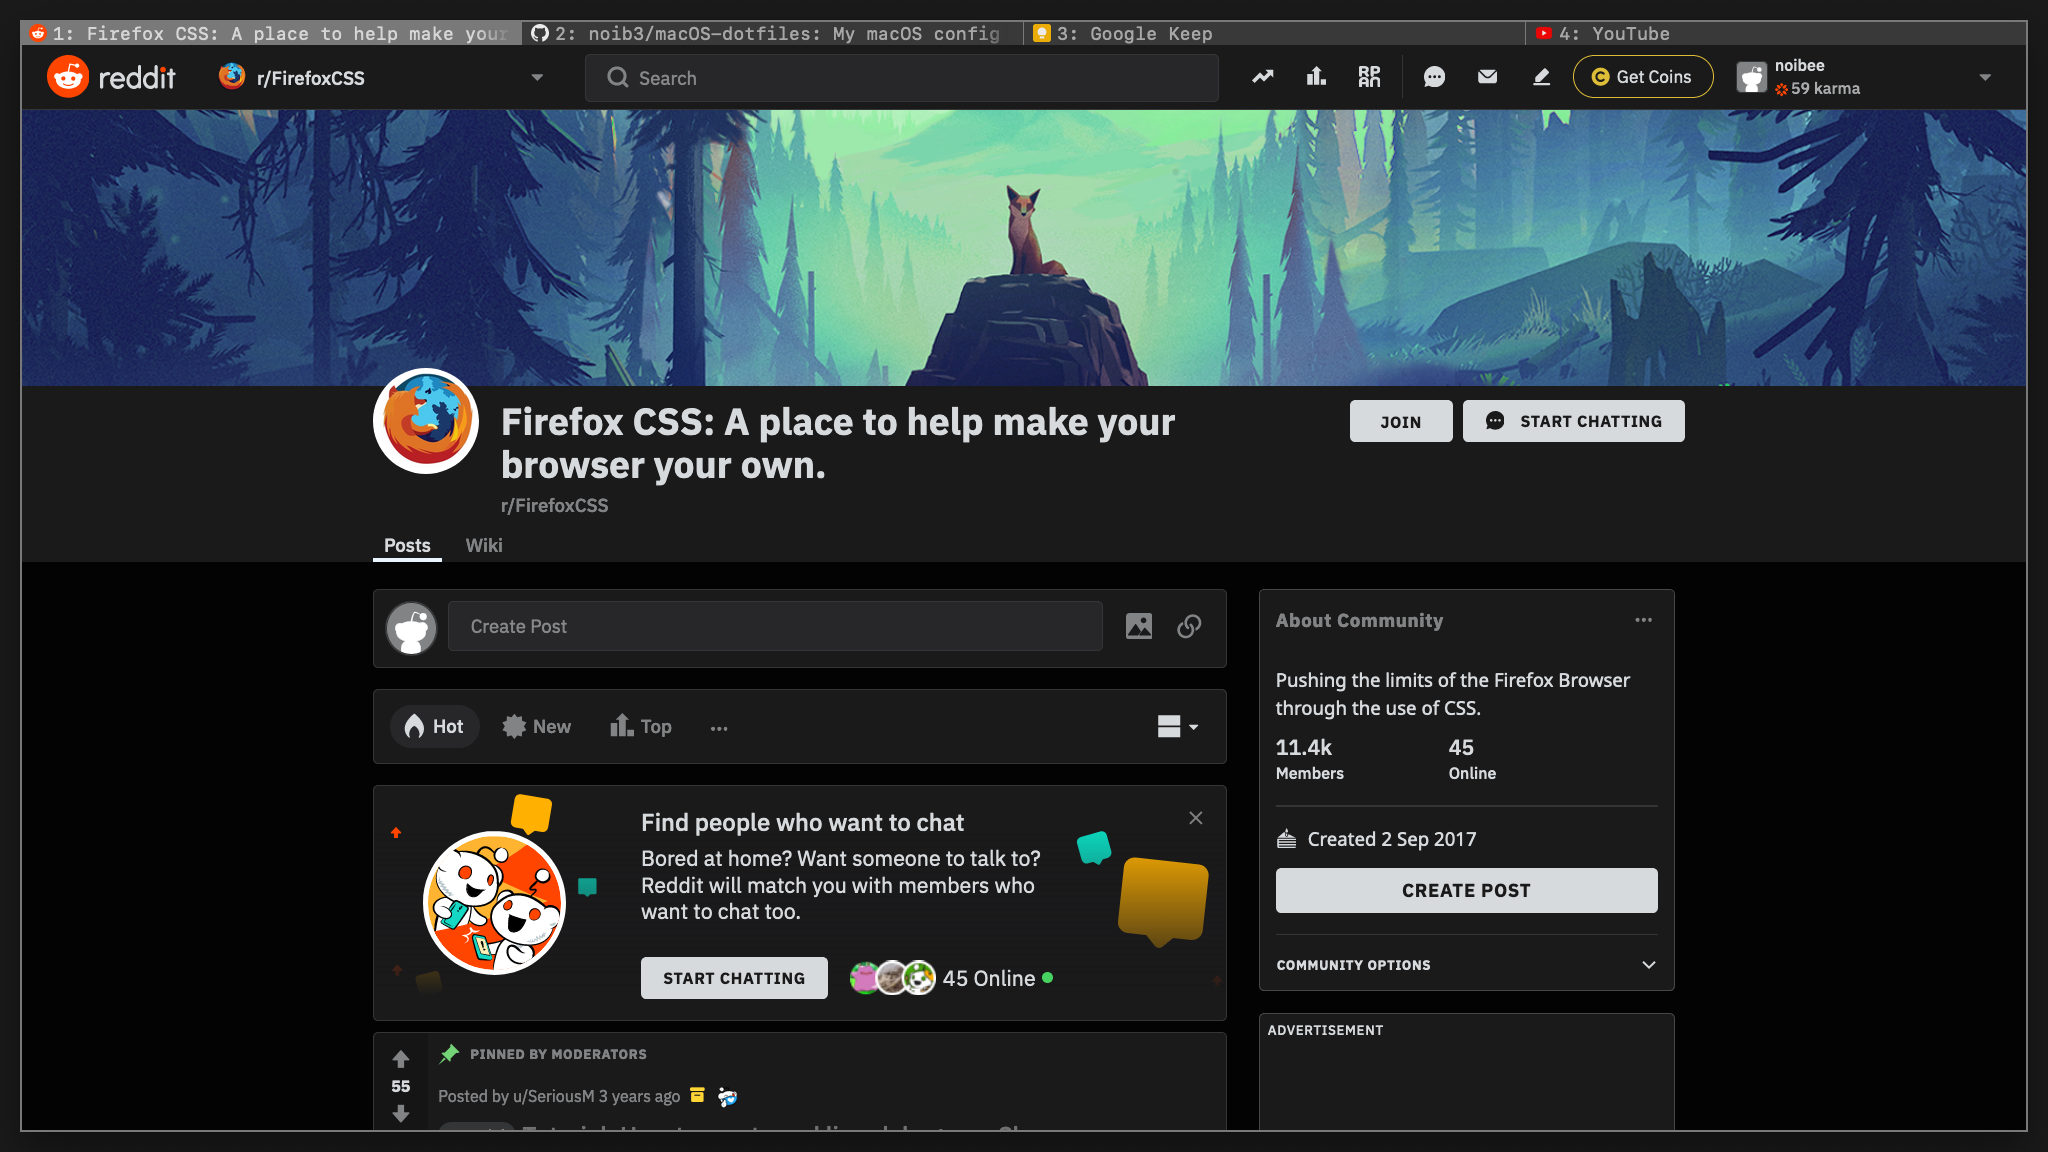 1: Firefox CSS: A place to help make your
2: noib3/macOS-dotfiles: My macOS config
3: Google Keep
4: YouTube
reddit
r/FirefoxCSS
Search
RPAN
Get Coins
noibee
59 karma
Firefox CSS: A place to help make your
browser your own.
r/FirefoxCSS
JOIN
START CHATTING
Posts
Wiki
Create Post
Hot
New
Top
Find people who want to chat
Bored at home? Want someone to talk to?
Reddit will match you with members who
want to chat too.
START CHATTING
45 Online
PINNED BY MODERATORS
55
Posted by u/SeriousM 3 years ago
About Community
Pushing the limits of the Firefox Browser
through the use of CSS.
11.4k
Members
45
Online
Created 2 Sep 2017
CREATE POST
COMMUNITY OPTIONS
ADVERTISEMENT